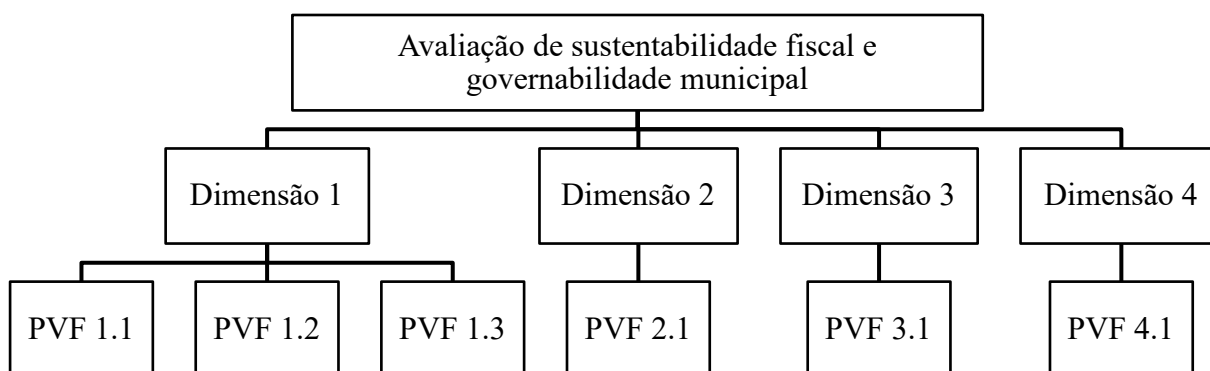 Avaliação de sustentabilidade fiscal e
governabilidade municipal
Dimensão 1
Dimensão 2
Dimensão 3
Dimensão 4
PVF 1.1
PVF 1.2
PVF 1.3
PVF 2.1
PVF 3.1
PVF 4.1